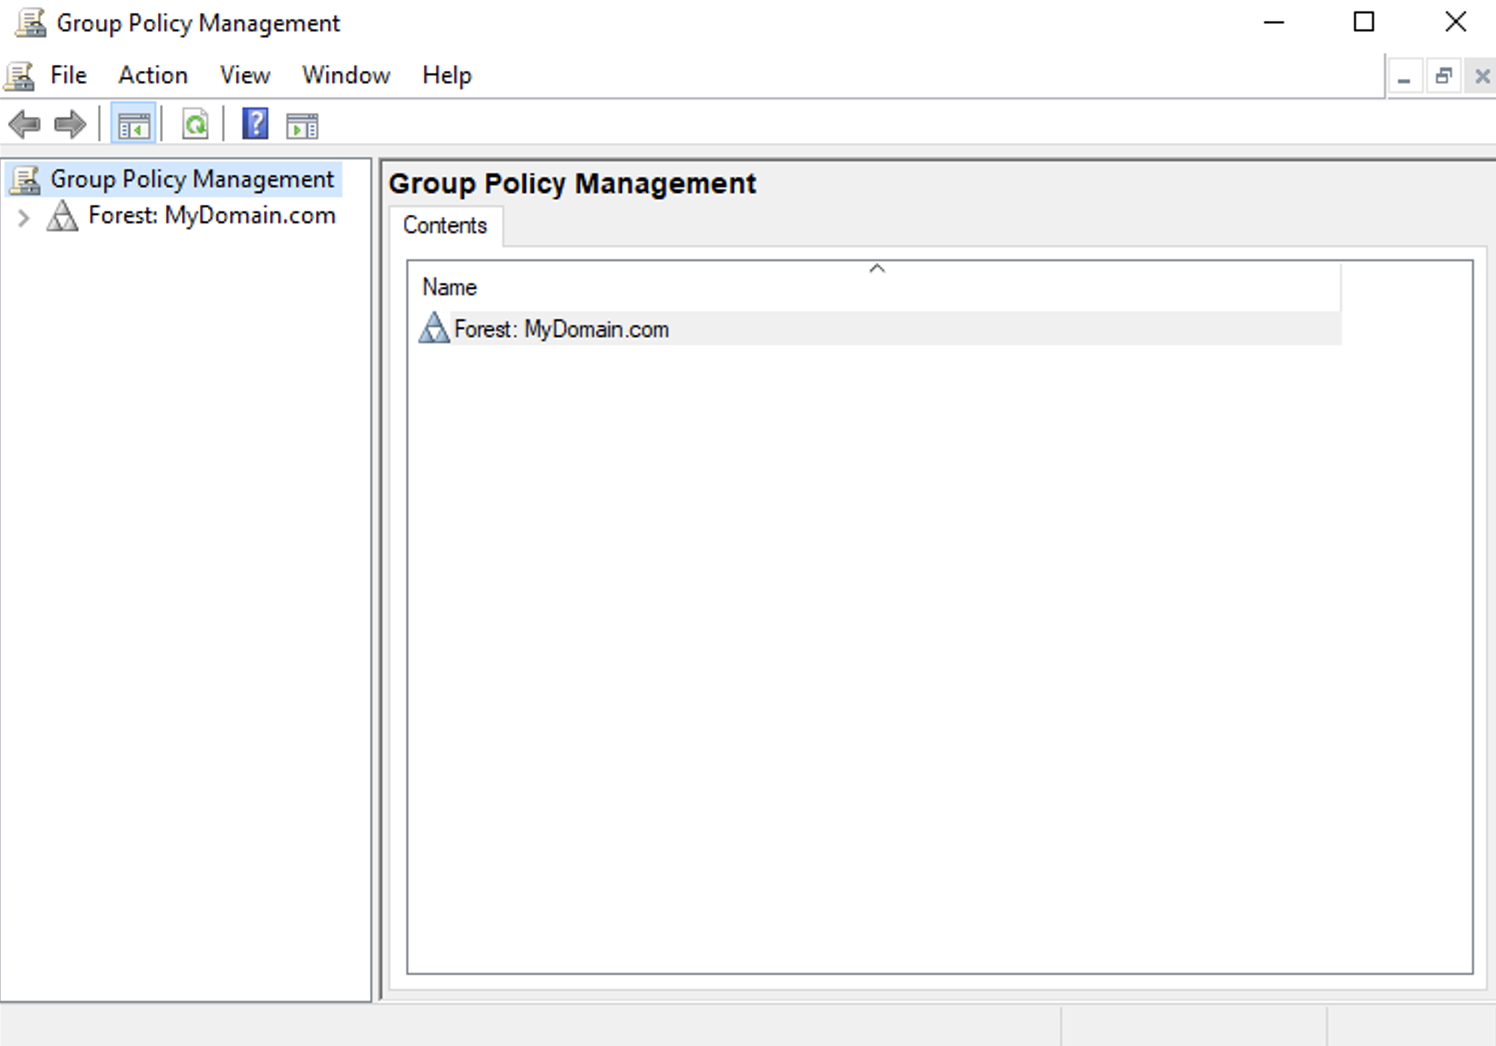 Group Policy Management
File Action View Window Help
?
Group Policy Management
Forest: MyDomain.com
Group Policy Management
Contents
Name
Forest: MyDomain.com